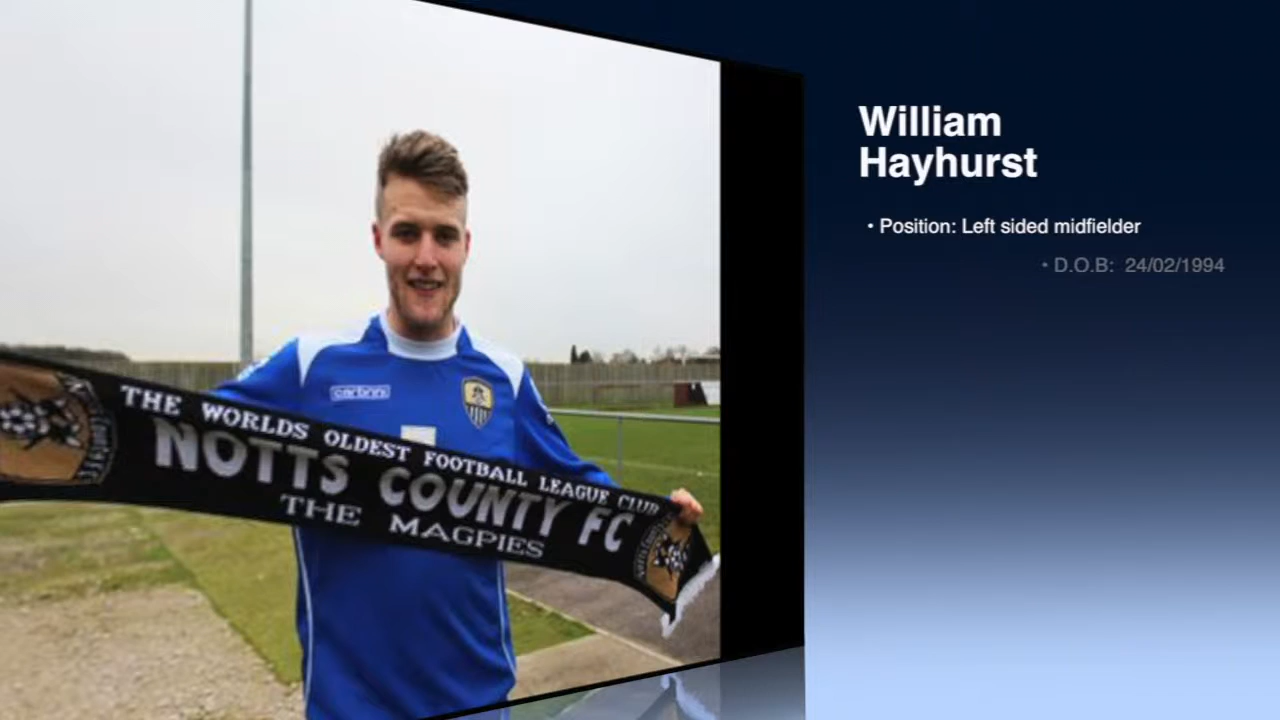 William
Hayhurst
• Position: Left sided midfielder
• D.O.B: 24/02/1994
carbrini
THE WORLDS OLDEST FOOTBALL LEAGUE CLUB
NOTTS COUNTY FC
THE MAGPIES